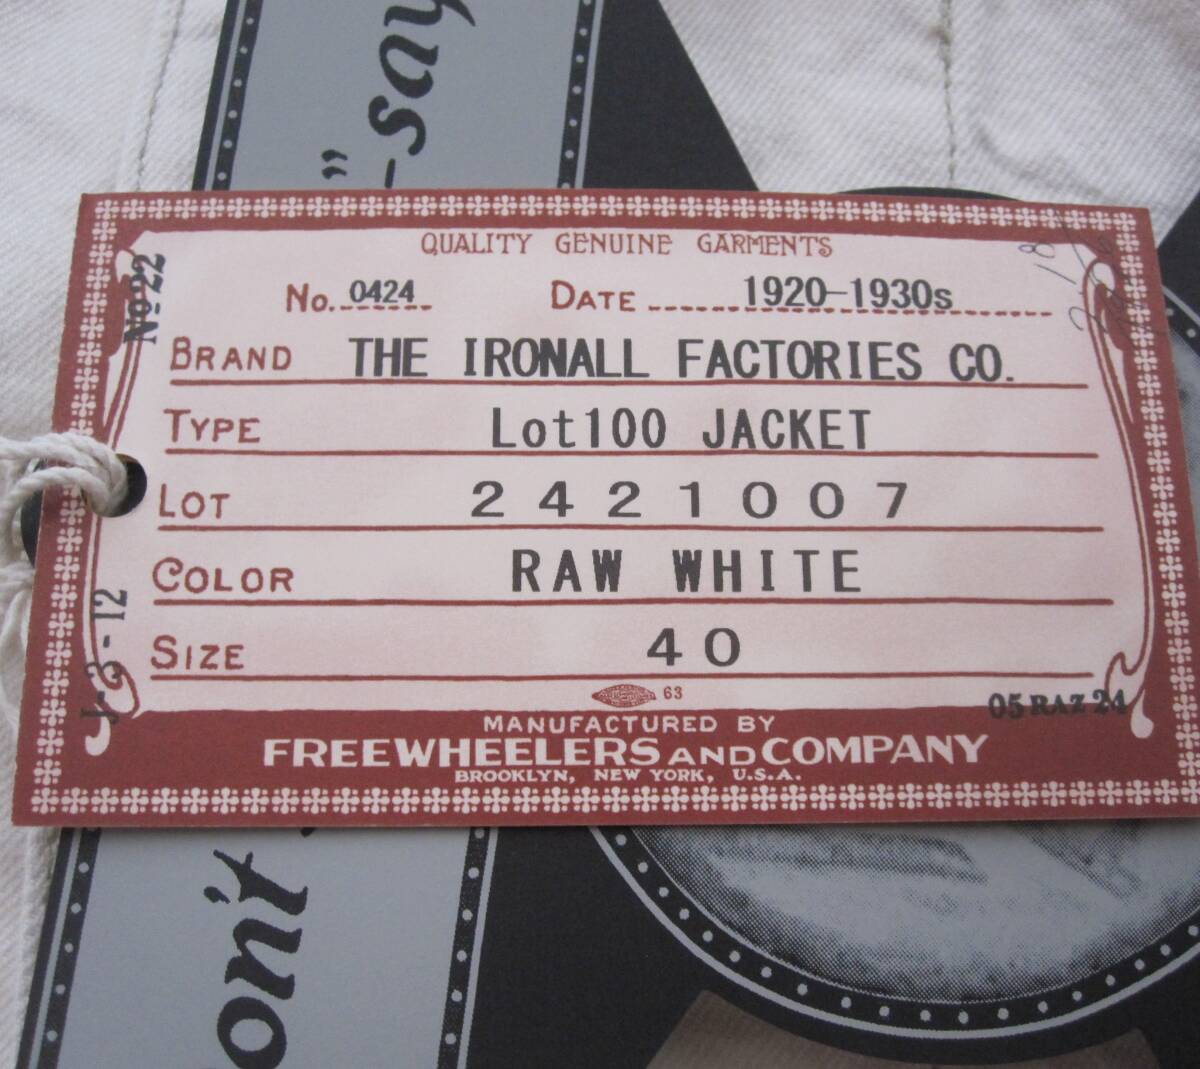 "-say
QUALITY GENUINE GARMENTS
No. 0424 DATE 1920-1930s
BRAND THE IRONALL FACTORIES CO.
TYPE Lot100 JACKET
LOT 2421007
COLOR RAW WHITE
SIZE 40
63
MANUFACTURED BY
FREEWHEELERS AND COMPANY
BROOKLYN, NEW YORK, U.S.A.
No 22
J-3-12
05 RAZ 24
on't